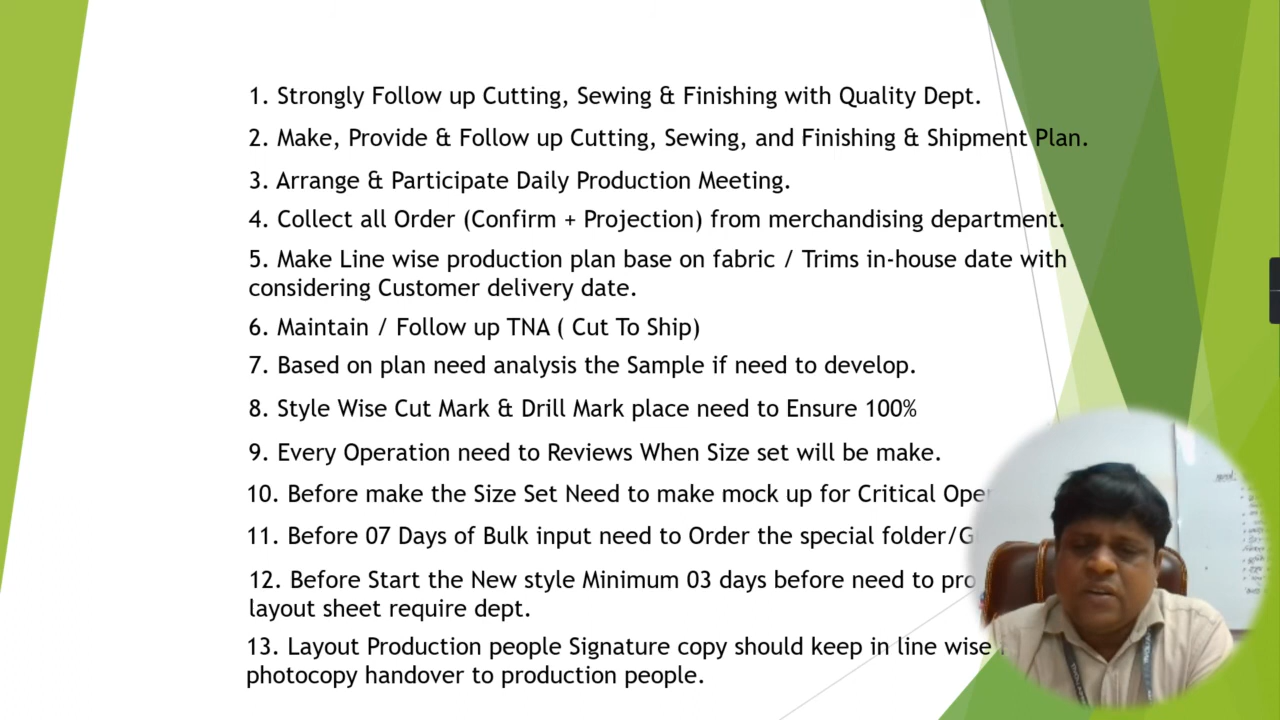 1. Strongly Follow up Cutting, Sewing & Finishing with Quality Dept.
2. Make, Provide & Follow up Cutting, Sewing, and Finishing & Shipment Plan.
3. Arrange & Participate Daily Production Meeting.
4. Collect all Order (Confirm + Projection) from merchandising department.
5. Make Line wise production plan base on fabric / Trims in-house date with
considering Customer delivery date.
6. Maintain / Follow up TNA ( Cut To Ship)
7. Based on plan need analysis the Sample if need to develop.
8. Style Wise Cut Mark & Drill Mark place need to Ensure 100%
9. Every Operation need to Reviews When Size set will be make.
10. Before make the Size Set Need to make mock up for Critical
11. Before 07 Days of Bulk input need to Order the special folder/
12. Before Start the New style Minimum 03 days before need to
layout sheet require dept.
13. Layout Production people Signature copy should keep in line wise
photocopy handover to production people.